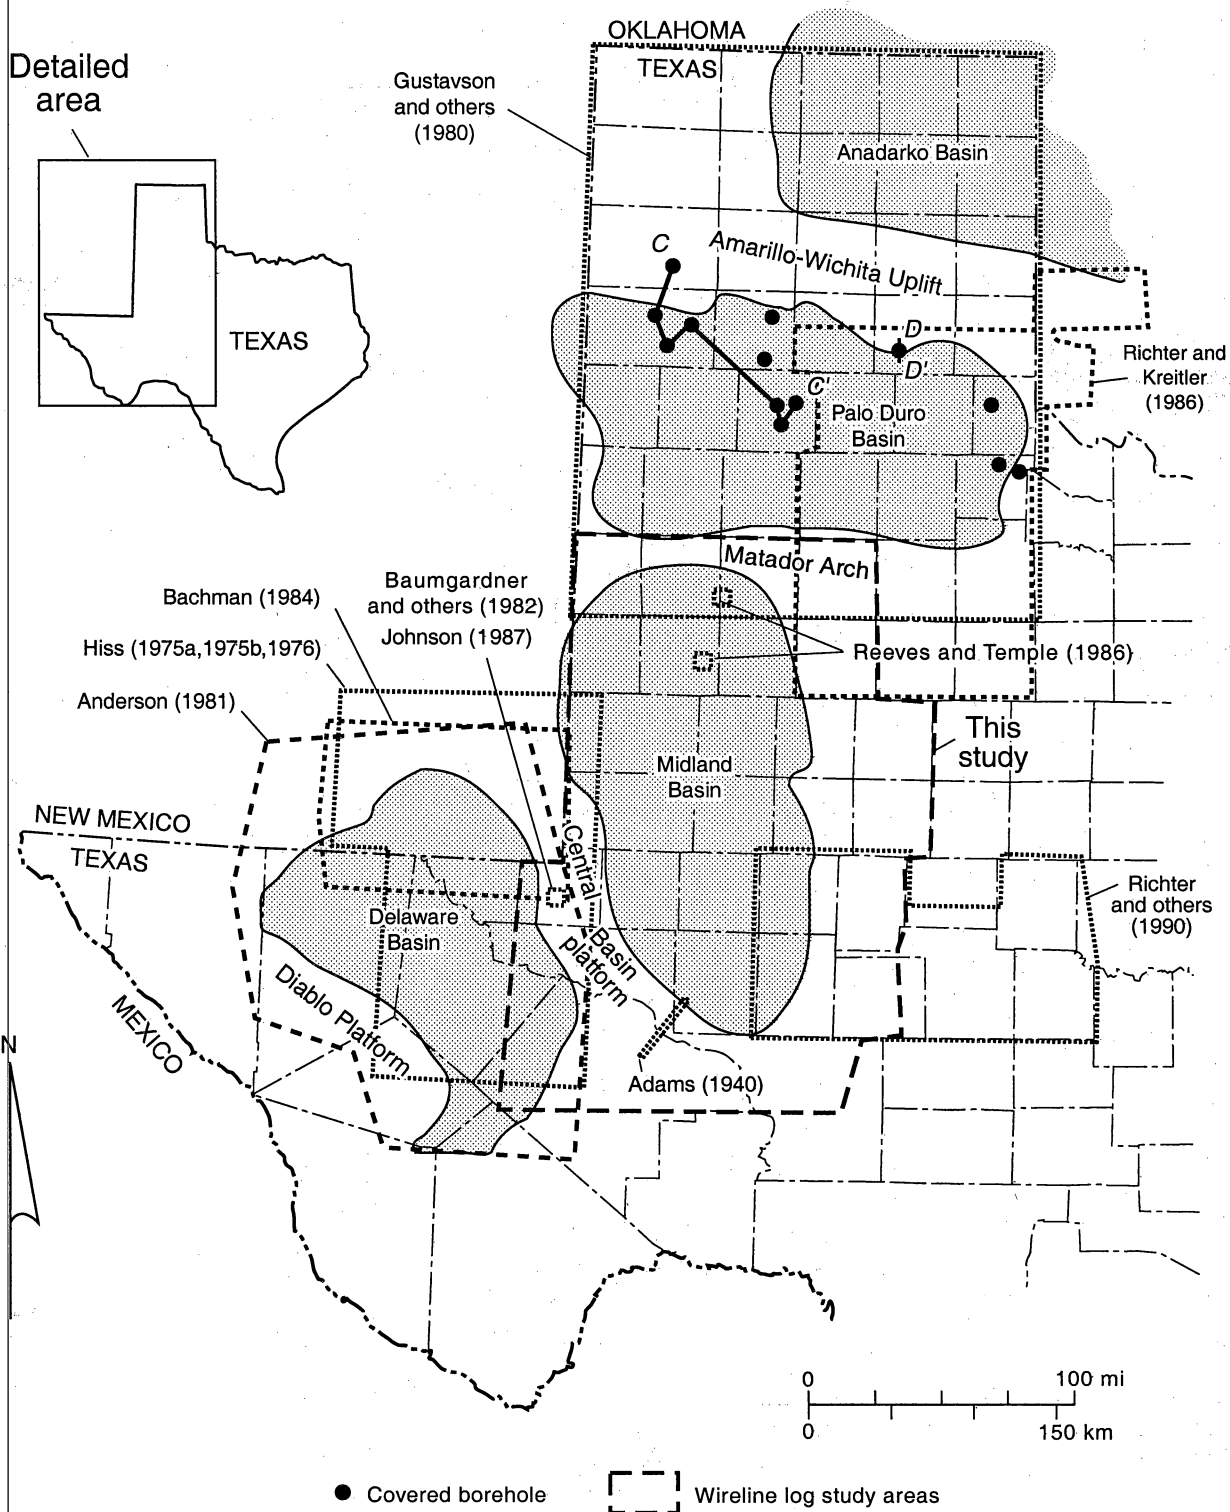 OKLAHOMA
TEXAS
Detailed
area
Gustavson
and others
(1980)
Anadarko Basin
C
Amarillo-Wichita Uplift
TEXAS
D
D'
Richter and
Kreitler
(1986)
C'
Palo Duro
Basin
Matador Arch
Baumgardner
and others (1982)
Johnson (1987)
Bachman (1984)
Hiss (1975a,1975b,1976)
Anderson (1981)
Reeves and Temple (1986)
This
study
Midland
Basin
NEW MEXICO
TEXAS
Central
Basin
platform
Delaware
Basin
Richter
and others
(1990)
Diablo Platform
MEXICO
N
Adams (1940)
0 100 mi
0 150 km
Covered borehole
Wireline log study areas